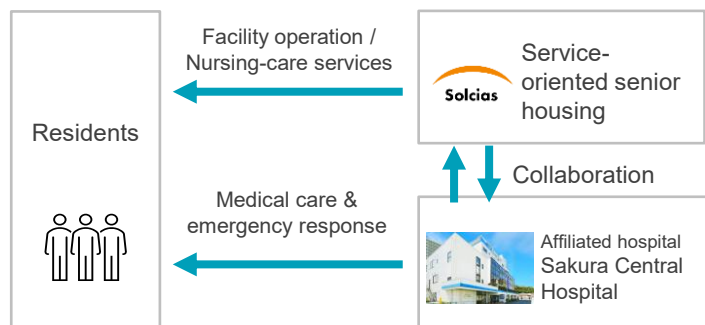 Facility operation /
Nursing-care services
Solcias
Service-
oriented senior
housing
Residents
Collaboration
Medical care &
emergency response
Affiliated hospital
Sakura Central
Hospital